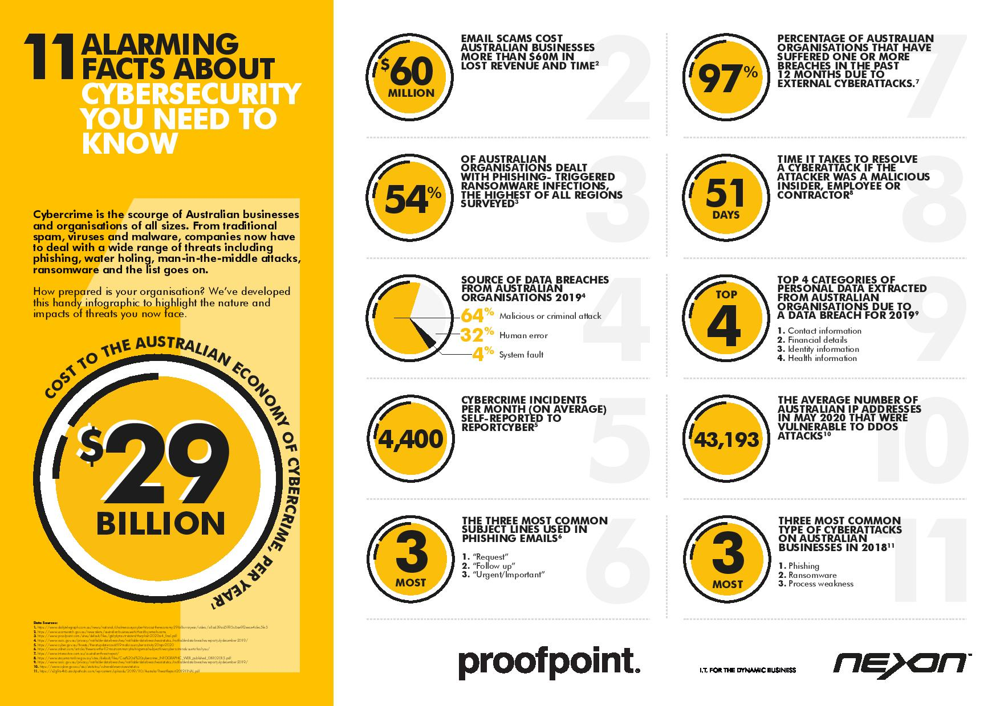 11 ALARMING
FACTS ABOUT
CYBERSECURITY
YOU NEED TO
KNOW
1
Cybercrime is the scourge of Australian businesses
and organisations of all sizes. From traditional
spam, viruses and malware, companies now have
to deal with a wide range of threats including
phishing, water holing, man-in-the-middle attacks,
ransomware and the list goes on.
How prepared is your organisation? We've developed
this handy infographic to highlight the nature and
impacts of threats you now face.
COST TO THE AUSTRALIAN ECONOMY OF CYBERCRIME, PER YEAR¹
$29
BILLION
Data Sources:
$60
MILLION
EMAIL SCAMS COST
AUSTRALIAN BUSINESSES
MORE THAN $60M IN
LOST REVENUE AND TIME²
2
54%
OF AUSTRALIAN
ORGANISATIONS DEALT
WITH PHISHING- TRIGGERED
RANSOMWARE INFECTIONS,
THE HIGHEST OF ALL REGIONS
SURVEYED³
3
SOURCE OF DATA BREACHES
FROM AUSTRALIAN
ORGANISATIONS 2019⁴
64% Malicious or criminal attack
32% Human error
4% System fault
4
4,400
CYBERCRIME INCIDENTS
PER MONTH (ON AVERAGE)
SELF-REPORTED TO
REPORTCYBER⁵
5
3
MOST
THE THREE MOST COMMON
SUBJECT LINES USED IN
PHISHING EMAILS⁶
1. "Request"
2. "Follow up"
3. "Urgent/Important"
6
97%
PERCENTAGE OF AUSTRALIAN
ORGANISATIONS THAT HAVE
SUFFERED ONE OR MORE
BREACHES IN THE PAST
12 MONTHS DUE TO
EXTERNAL CYBERATTACKS.⁷
7
51
DAYS
TIME IT TAKES TO RESOLVE
A CYBERATTACK IF THE
ATTACKER WAS A MALICIOUS
INSIDER, EMPLOYEE OR
CONTRACTOR⁸
8
TOP
4
TOP 4 CATEGORIES OF
PERSONAL DATA EXTRACTED
FROM AUSTRALIAN
ORGANISATIONS DUE TO
A DATA BREACH FOR 2019⁹
1. Contact information
2. Financial details
3. Identity information
4. Health information
9
43,193
THE AVERAGE NUMBER OF
AUSTRALIAN IP ADDRESSES
IN MAY 2020 THAT WERE
VULNERABLE TO DDOS
ATTACKS¹⁰
10
3
MOST
THREE MOST COMMON
TYPE OF CYBERATTACKS
ON AUSTRALIAN
BUSINESSES IN 2018¹¹
1. Phishing
2. Ransomware
3. Process weakness
11
proofpoint.
I.T. FOR THE DYNAMIC BUSINESS
nexon